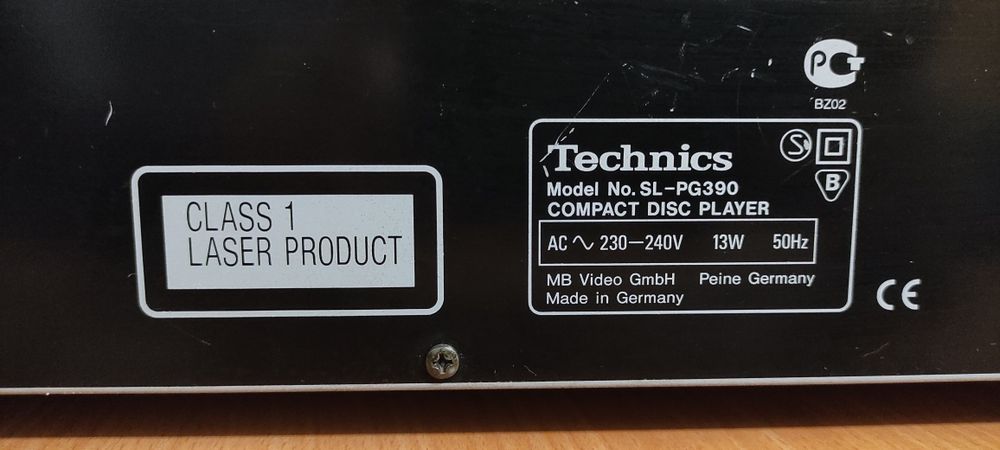 PCT
BZ02
CLASS 1
LASER PRODUCT
Technics
S
B
Model No. SL-PG390
COMPACT DISC PLAYER
AC ∿ 230-240V 13W 50Hz
MB Video GmbH Peine Germany
Made in Germany
CE